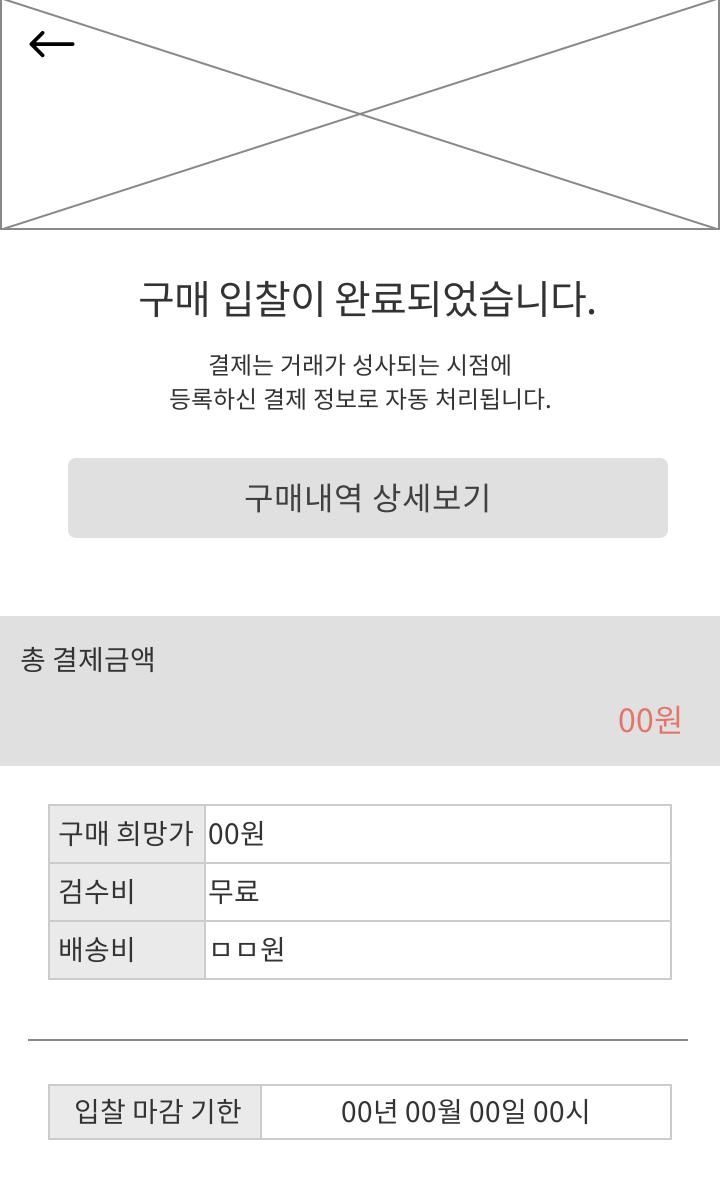 구매 입찰이 완료되었습니다.
결제는 거래가 성사되는 시점에
등록하신 결제 정보로 자동 처리됩니다.
구매내역 상세보기
총 결제금액
00원
구매 희망가 00원
검수비 무료
배송비 ㅁㅁ원
입찰 마감 기한 00년 00월 00일 00시